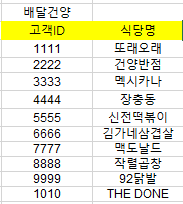 배달건양
고객ID 식당명
1111 또래오래
2222 건양반점
3333 멕시카나
4444 장충동
5555 신전떡볶이
6666 김가네삼겹살
7777 맥도날드
8888 작렬곱창
9999 92닭발
1010 THE DONE